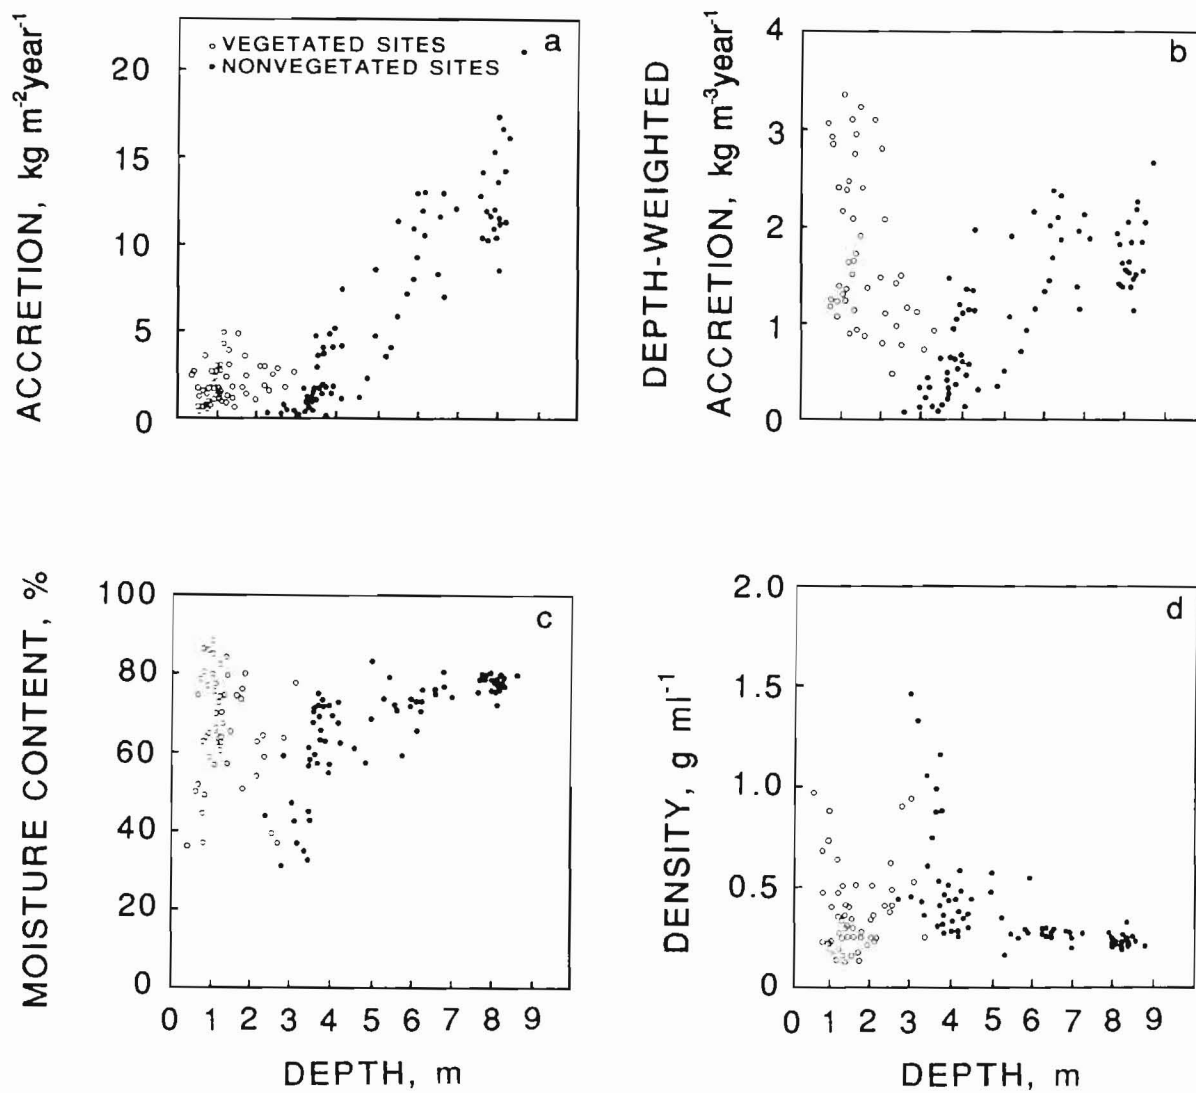 ACCRETION, kg m⁻²year⁻¹
20
15
10
5
0
○VEGETATED SITES
•NONVEGETATED SITES
a
DEPTH-WEIGHTED
ACCRETION, kg m⁻³year⁻¹
4
3
2
1
0
b
MOISTURE CONTENT, %
100
80
60
40
20
0
c
0 1 2 3 4 5 6 7 8 9
DEPTH, m
DENSITY, g ml⁻¹
2.0
1.5
1.0
0.5
0
d
0 1 2 3 4 5 6 7 8 9
DEPTH, m